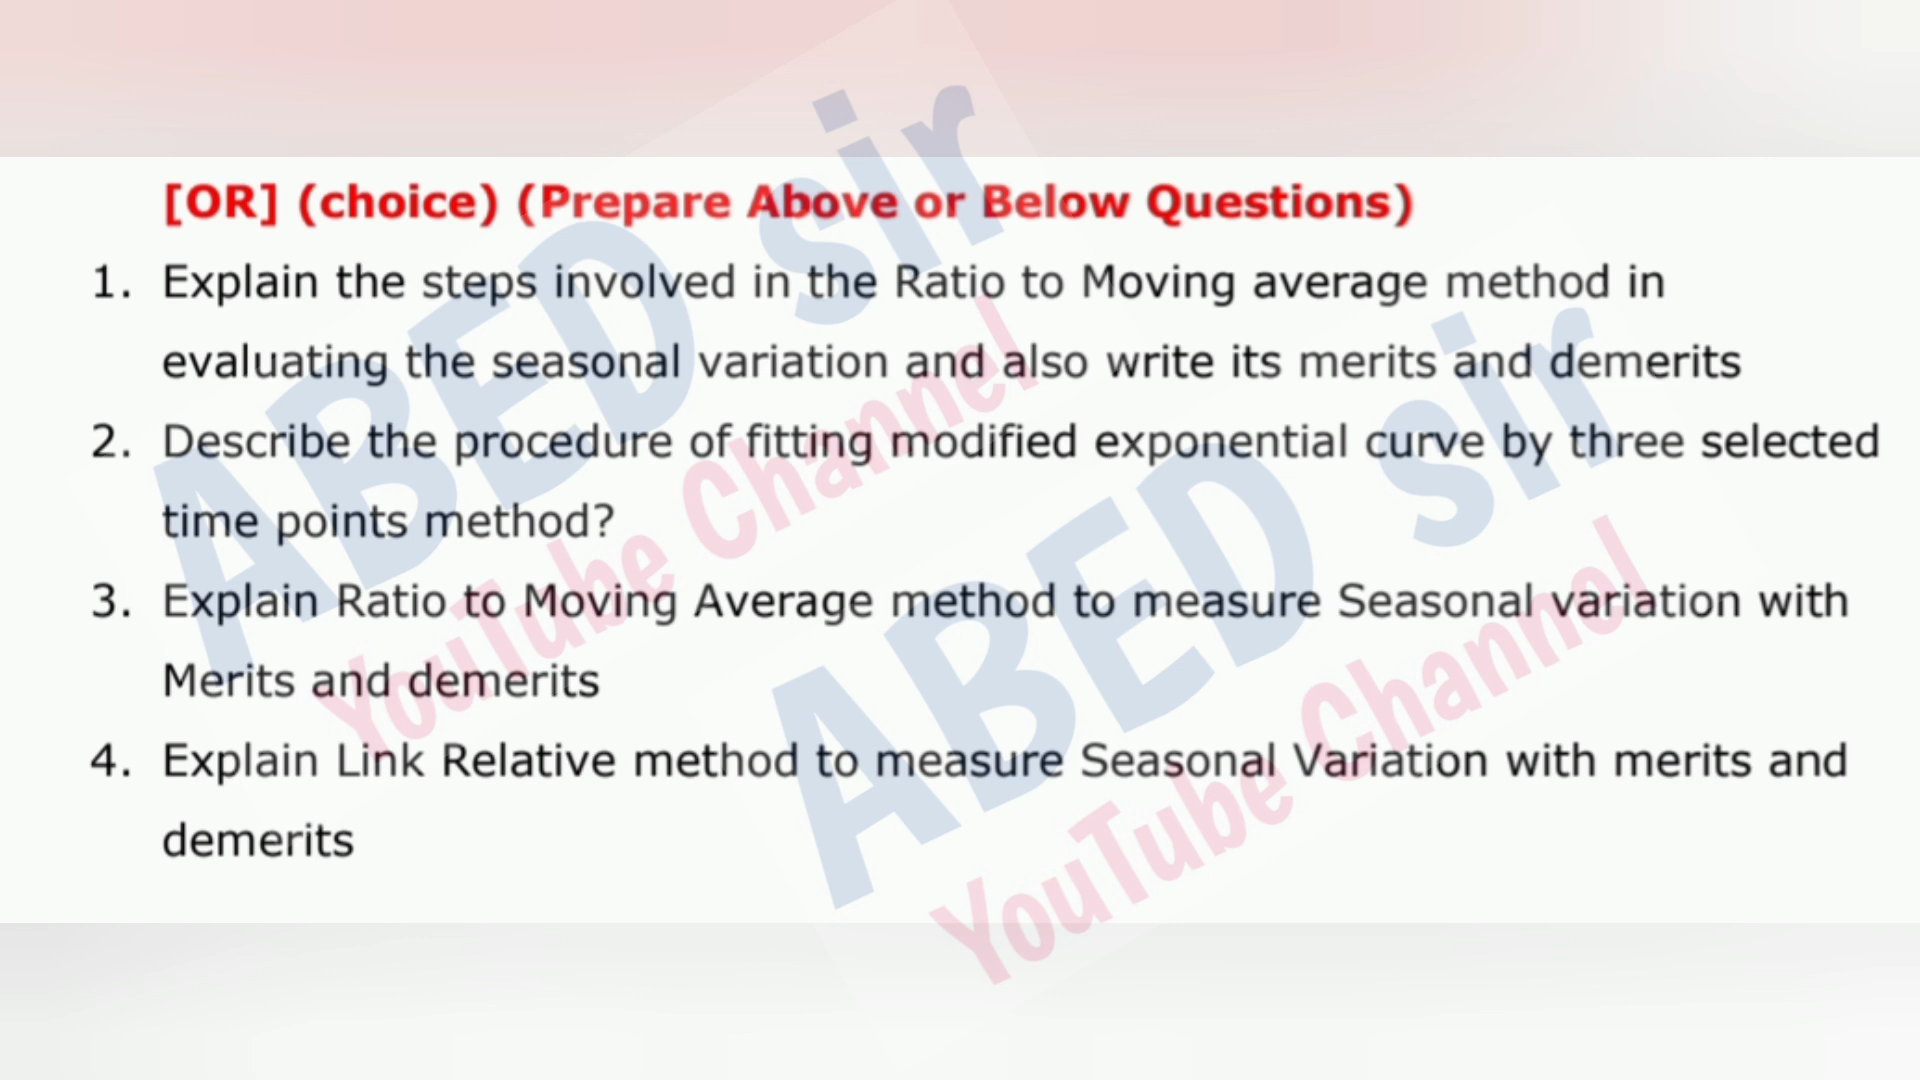 [OR] (choice) (Prepare Above or Below Questions)
1. Explain the steps involved in the Ratio to Moving average method in
evaluating the seasonal variation and also write its merits and demerits
2. Describe the procedure of fitting modified exponential curve by three selected
time points method?
3. Explain Ratio to Moving Average method to measure Seasonal variation with
Merits and demerits
4. Explain Link Relative method to measure Seasonal Variation with merits and
demerits
ABED sir
YouTube Channel
ABED sir
YouTube Channel